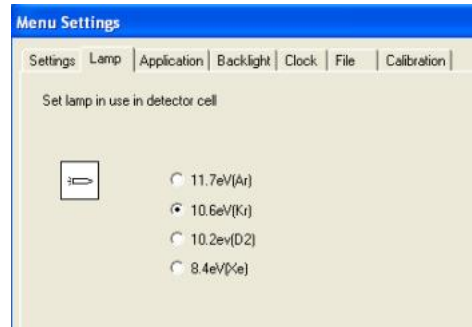 Menu Settings
Settings Lamp Application Backlight Clock File Calibration
Set lamp in use in detector cell
11.7eV(Ar)
10.6eV(Kr)
10.2ev(D2)
8.4eV(Xe)